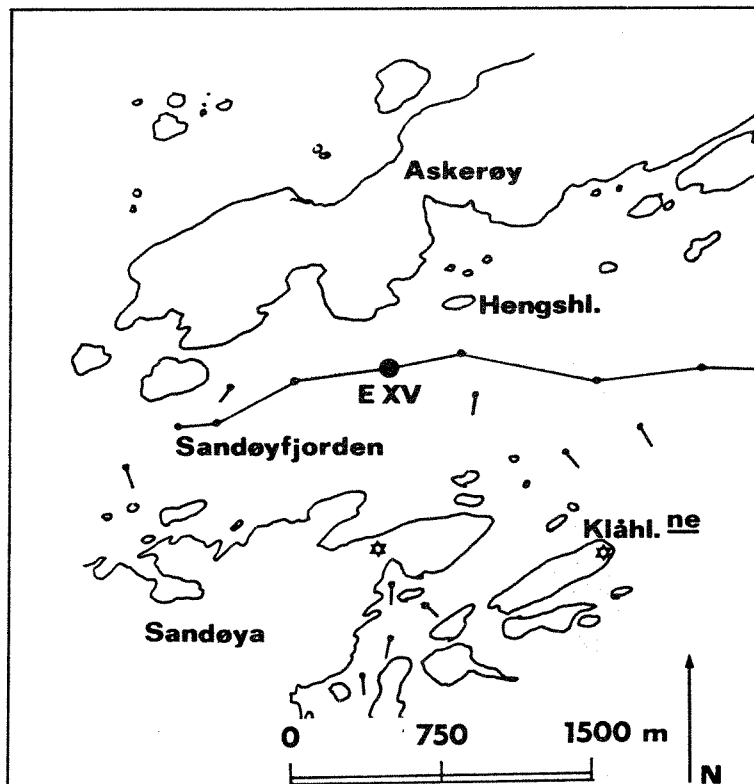 Askerøy
Hengshl.
E XV
Sandøyfjorden
Klåhl. ne
Sandøya
0 750 1500 m
N